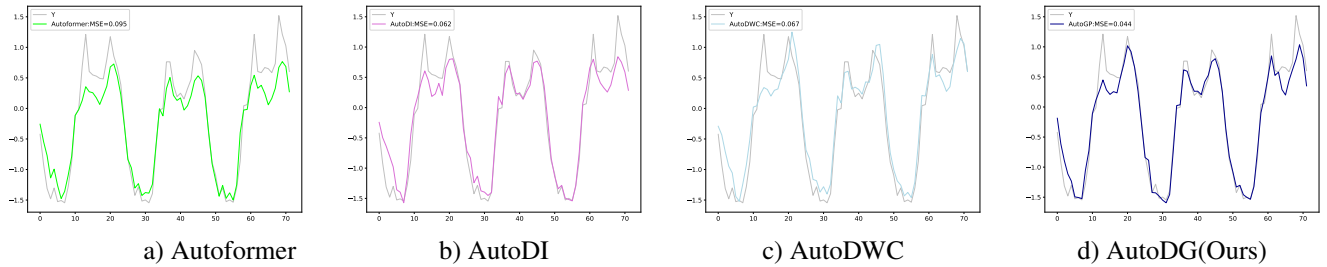 Y
Autoformer:MSE=0.095
1.5
1.0
0.5
0.0
−0.5
−1.0
−1.5
0 10 20 30 40 50 60 70
a) Autoformer
Y
AutoDI:MSE=0.062
1.5
1.0
0.5
0.0
−0.5
−1.0
−1.5
0 10 20 30 40 50 60 70
b) AutoDI
Y
AutoDWC:MSE=0.067
1.5
1.0
0.5
0.0
−0.5
−1.0
−1.5
0 10 20 30 40 50 60 70
c) AutoDWC
Y
AutoGP:MSE=0.044
1.5
1.0
0.5
0.0
−0.5
−1.0
−1.5
0 10 20 30 40 50 60 70
d) AutoDG(Ours)